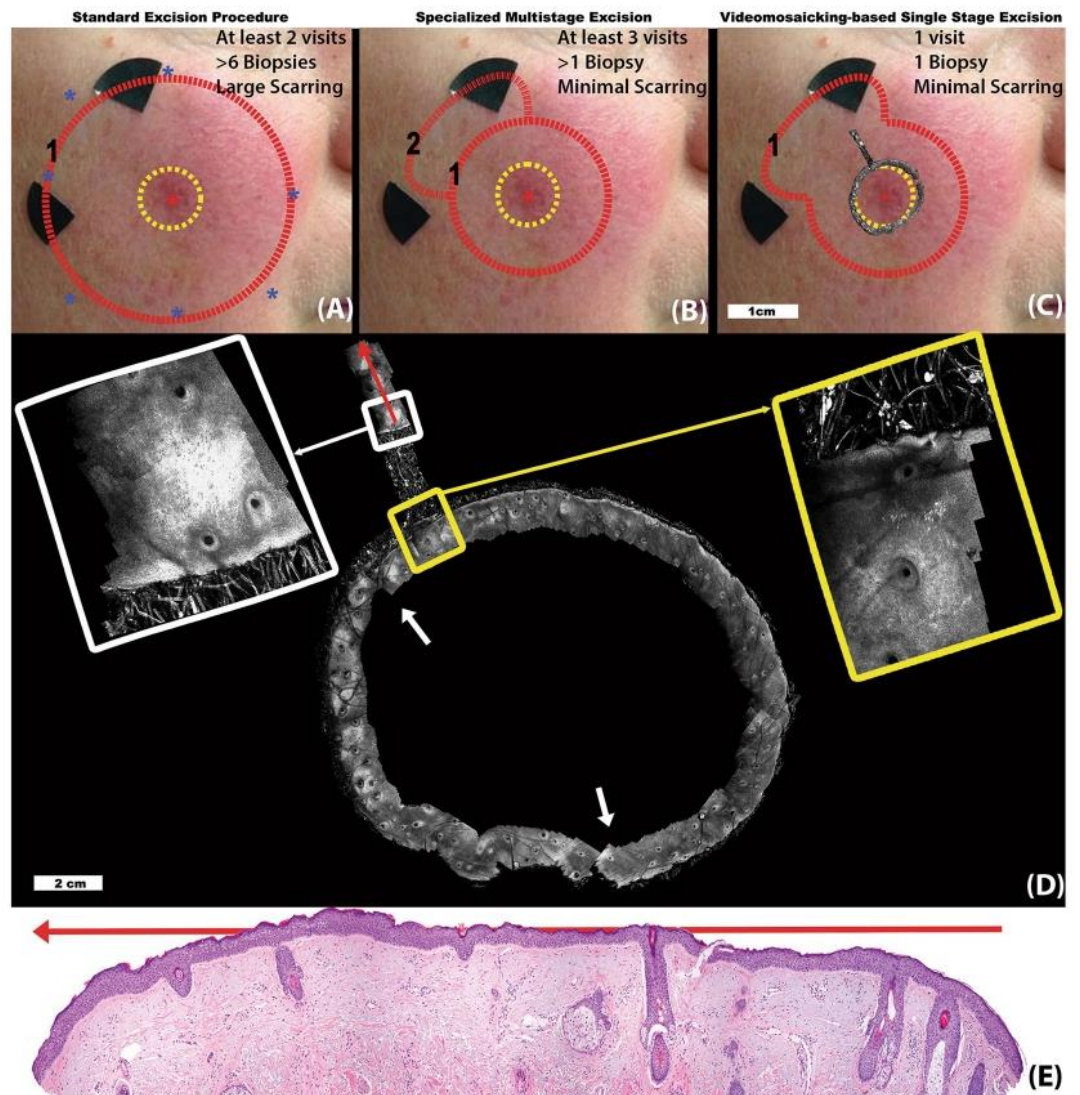 Standard Excision Procedure
At least 2 visits
>6 Biopsies
Large Scarring
1
(A)
Specialized Multistage Excision
At least 3 visits
>1 Biopsy
Minimal Scarring
2
1
(B)
Videomosaicking-based Single Stage Excision
1 visit
1 Biopsy
Minimal Scarring
1
1cm
(C)
2 cm
(D)
(E)